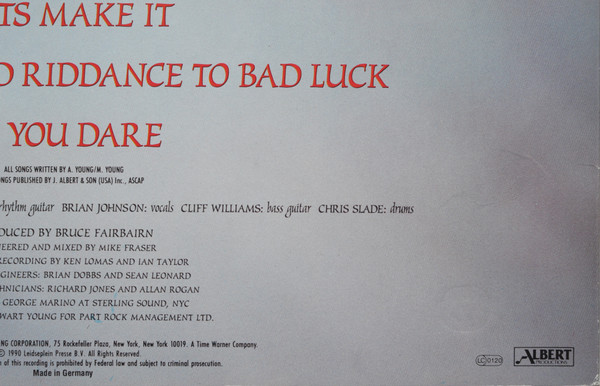 TS MAKE IT
D RIDDANCE TO BAD LUCK
YOU DARE
ALL SONGS WRITTEN BY A. YOUNG/M. YOUNG
NGS PUBLISHED BY J. ALBERT & SON (USA) Inc., ASCAP
rhythm guitar BRIAN JOHNSON: vocals CLIFF WILLIAMS: bass guitar CHRIS SLADE: drums
DUCED BY BRUCE FAIRBAIRN
NEERED AND MIXED BY MIKE FRASER
RECORDING BY KEN LOMAS AND IAN TAYLOR
GINEERS: BRIAN DOBBS AND SEAN LEONARD
HNICIANS: RICHARD JONES AND ALLAN ROGAN
GEORGE MARINO AT STERLING SOUND, NYC
WART YOUNG FOR PART ROCK MANAGEMENT LTD.
NG CORPORATION, 75 Rockefeller Plaza, New York, New York 10019. A Time Warner Company
© 1990 Leidseplein Presse B.V. All Rights Reserved.
n of this recording is prohibited by Federal law and subject to criminal prosecution.
Made in Germany
LC 0120
ALBERT
PRODUCTIONS